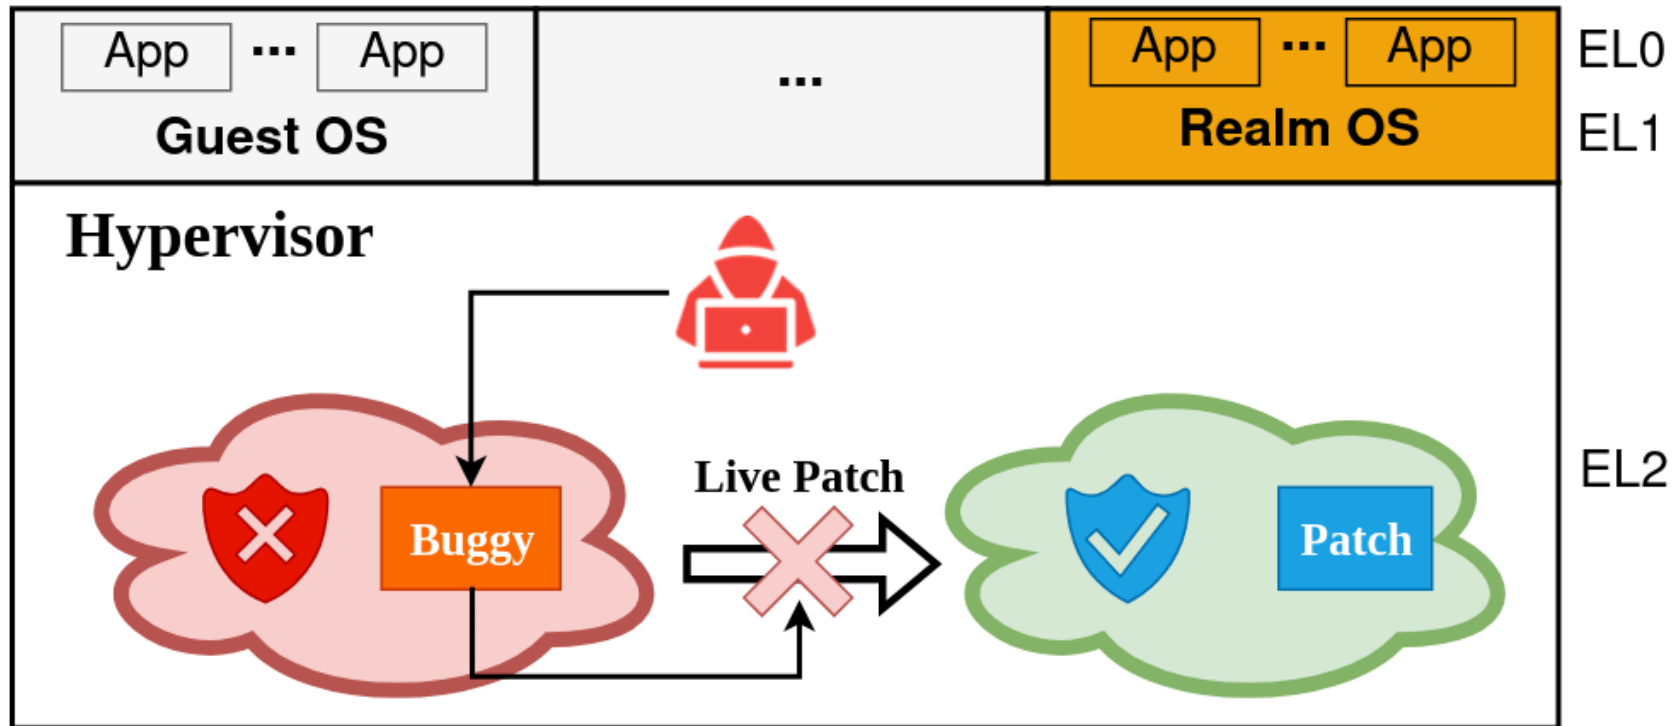 App ... App
Guest OS
...
App ... App
Realm OS
EL0
EL1
Hypervisor
Live Patch
Buggy
Patch
EL2